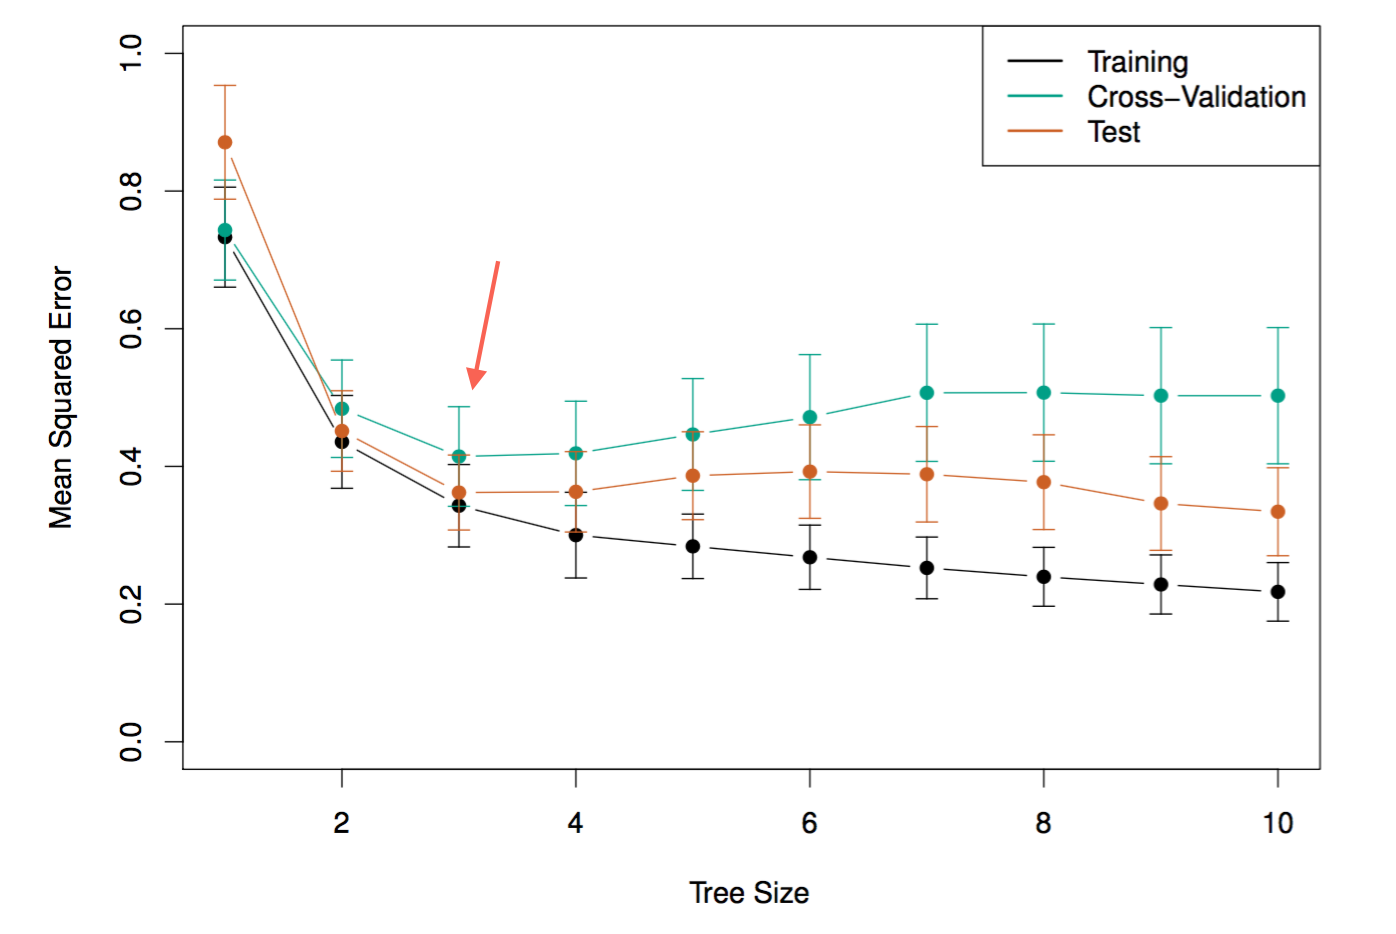 Training
Cross−Validation
Test
Mean Squared Error
1.0
0.8
0.6
0.4
0.2
0.0
2 4 6 8 10
Tree Size